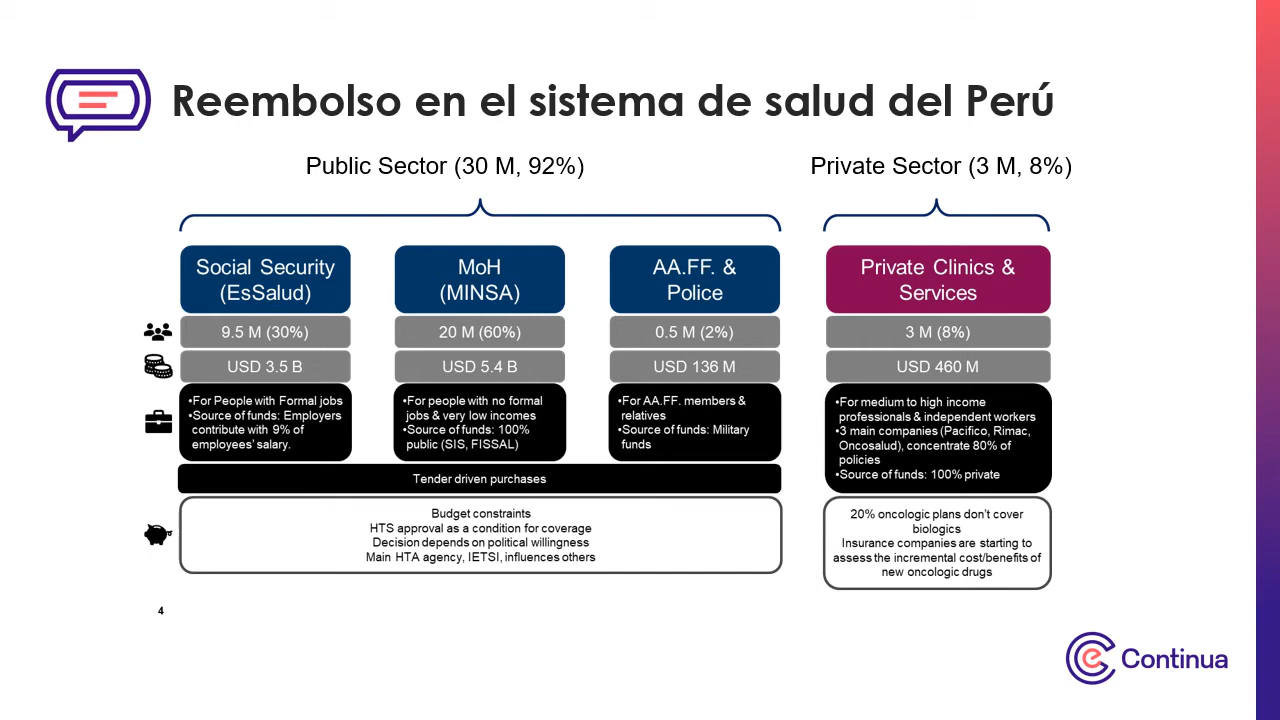 Reembolso en el sistema de salud del Perú
Public Sector (30 M, 92%)
Private Sector (3 M, 8%)
Social Security
(EsSalud)
MoH
(MINSA)
AA.FF. &
Police
Private Clinics &
Services
9.5 M (30%)
20 M (60%)
0.5 M (2%)
3 M (8%)
USD 3.5 B
USD 5.4 B
USD 136 M
USD 460 M
•For People with Formal jobs
•Source of funds: Employers
contribute with 9% of
employees' salary.
•For people with no formal
jobs & very low incomes
•Source of funds: 100%
public (SIS, FISSAL)
•For AA.FF. members &
relatives
•Source of funds: Military
funds
•For medium to high income
professionals & independent workers
•3 main companies (Pacifico, Rimac,
Oncosalud), concentrate 80% of
policies
•Source of funds: 100% private
Tender driven purchases
Budget constraints
HTS approval as a condition for coverage
Decision depends on political willingness
Main HTA agency, IETSI, influences others
20% oncologic plans don't cover
biologics
Insurance companies are starting to
assess the incremental cost/benefits of
new oncologic drugs
4
Continua